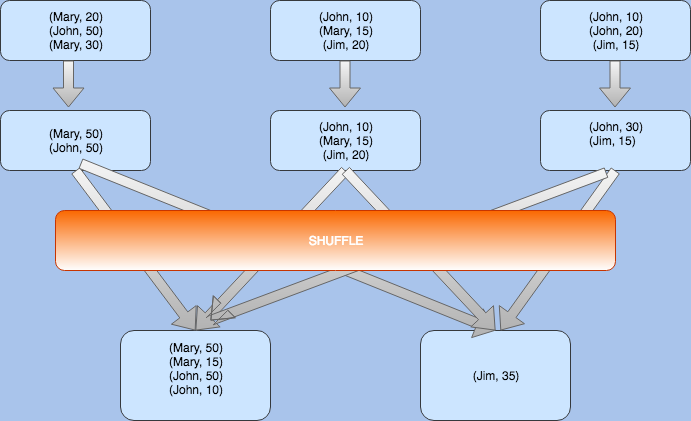 (Mary, 20)
(John, 50)
(Mary, 30)
(John, 10)
(Mary, 15)
(Jim, 20)
(John, 10)
(John, 20)
(Jim, 15)
(Mary, 50)
(John, 50)
(John, 10)
(Mary, 15)
(Jim, 20)
(John, 30)
(Jim, 15)
SHUFFLE
(Mary, 50)
(Mary, 15)
(John, 50)
(John, 10)
(Jim, 35)